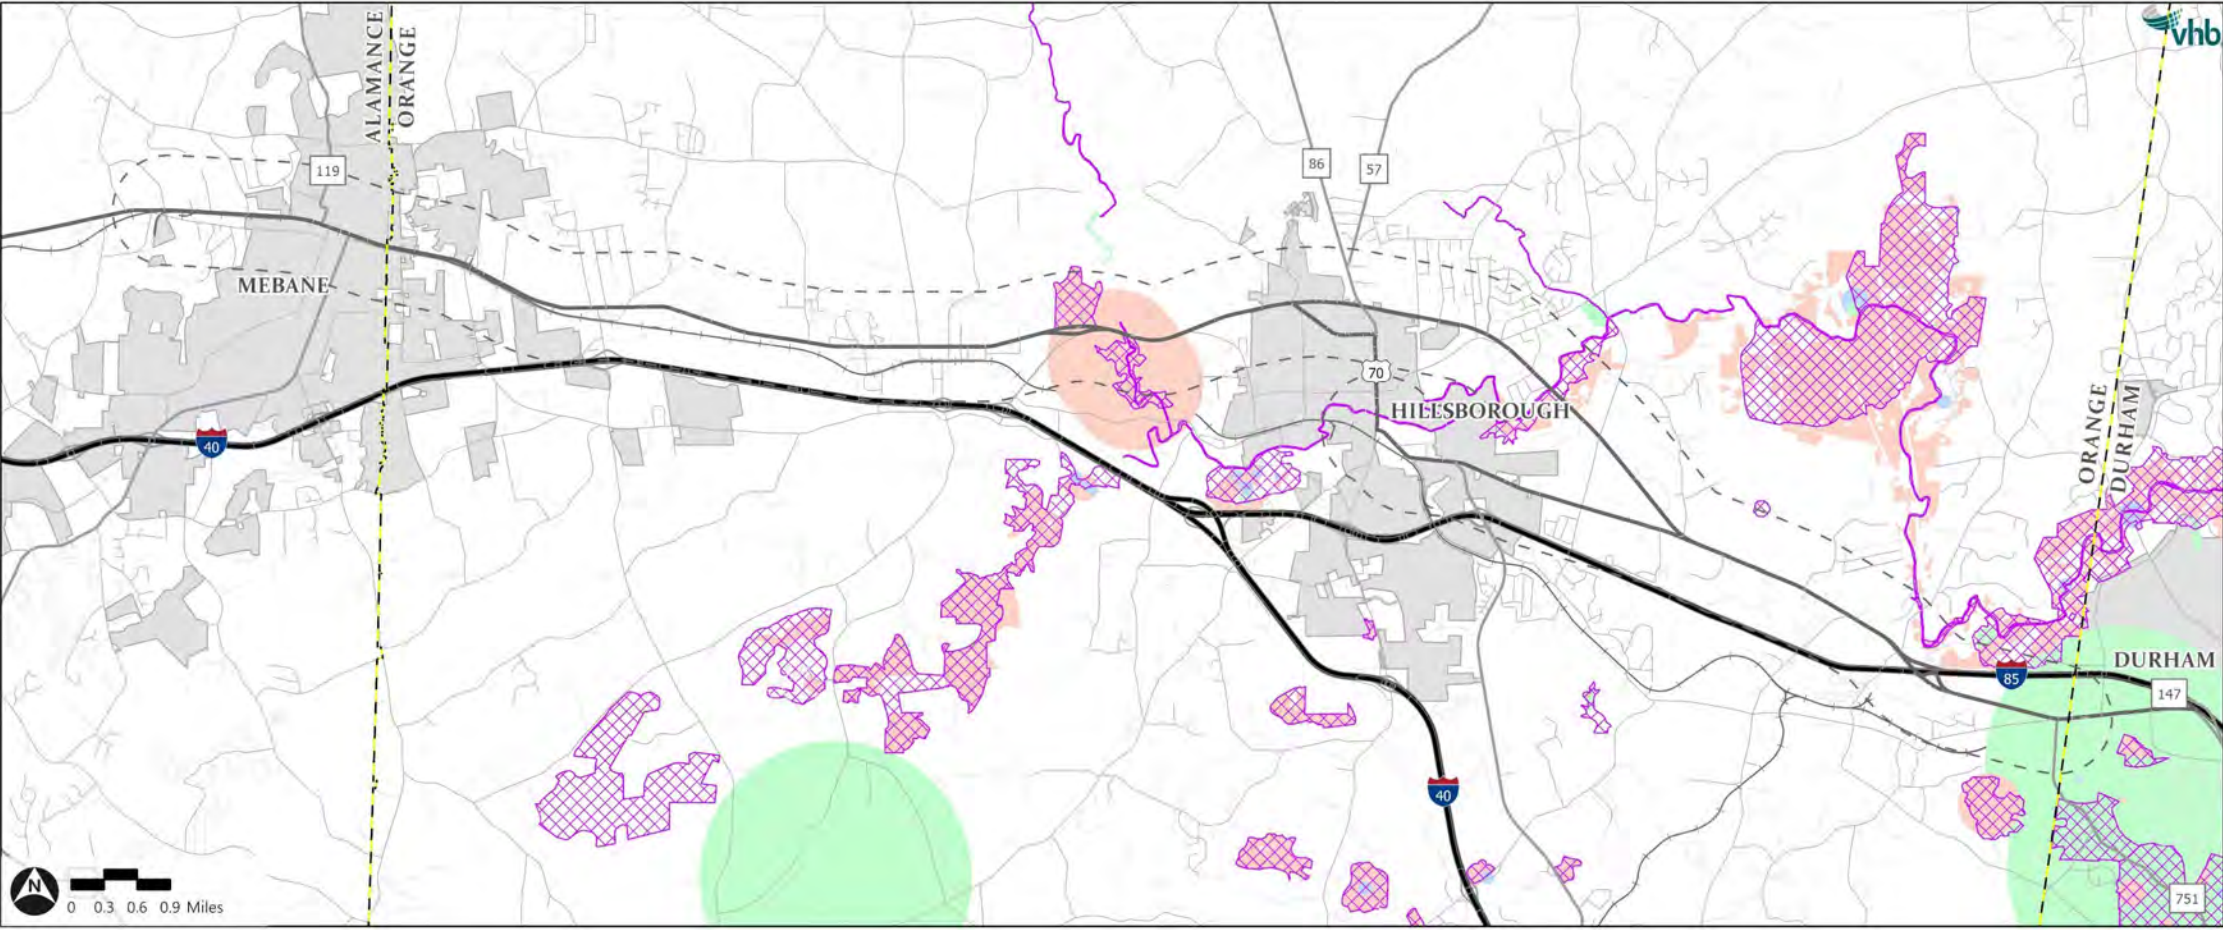 vhb
ALAMANCE
ORANGE
119
86
57
MEBANE
70
HILLSBOROUGH
ORANGE
DURHAM
40
DURHAM
85
147
40
N
0 0.3 0.6 0.9 Miles
751